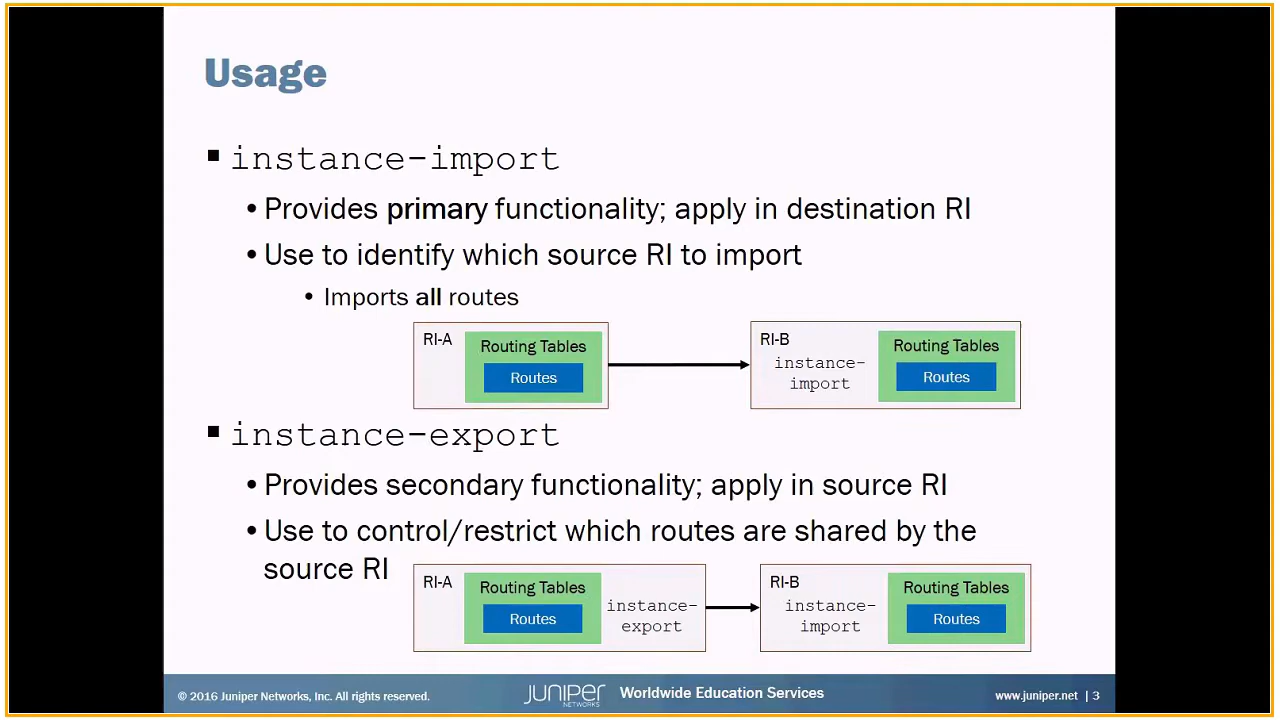 Usage
▪ instance-import
• Provides primary functionality; apply in destination RI
• Use to identify which source RI to import
• Imports all routes
RI-A
Routing Tables
Routes
RI-B
instance-
import
Routing Tables
Routes
▪ instance-export
• Provides secondary functionality; apply in source RI
• Use to control/restrict which routes are shared by the
source RI
RI-A
Routing Tables
Routes
instance-
export
RI-B
instance-
import
Routing Tables
Routes
© 2016 Juniper Networks, Inc. All rights reserved.
JUNIPER
NETWORKS
Worldwide Education Services
www.juniper.net | 3